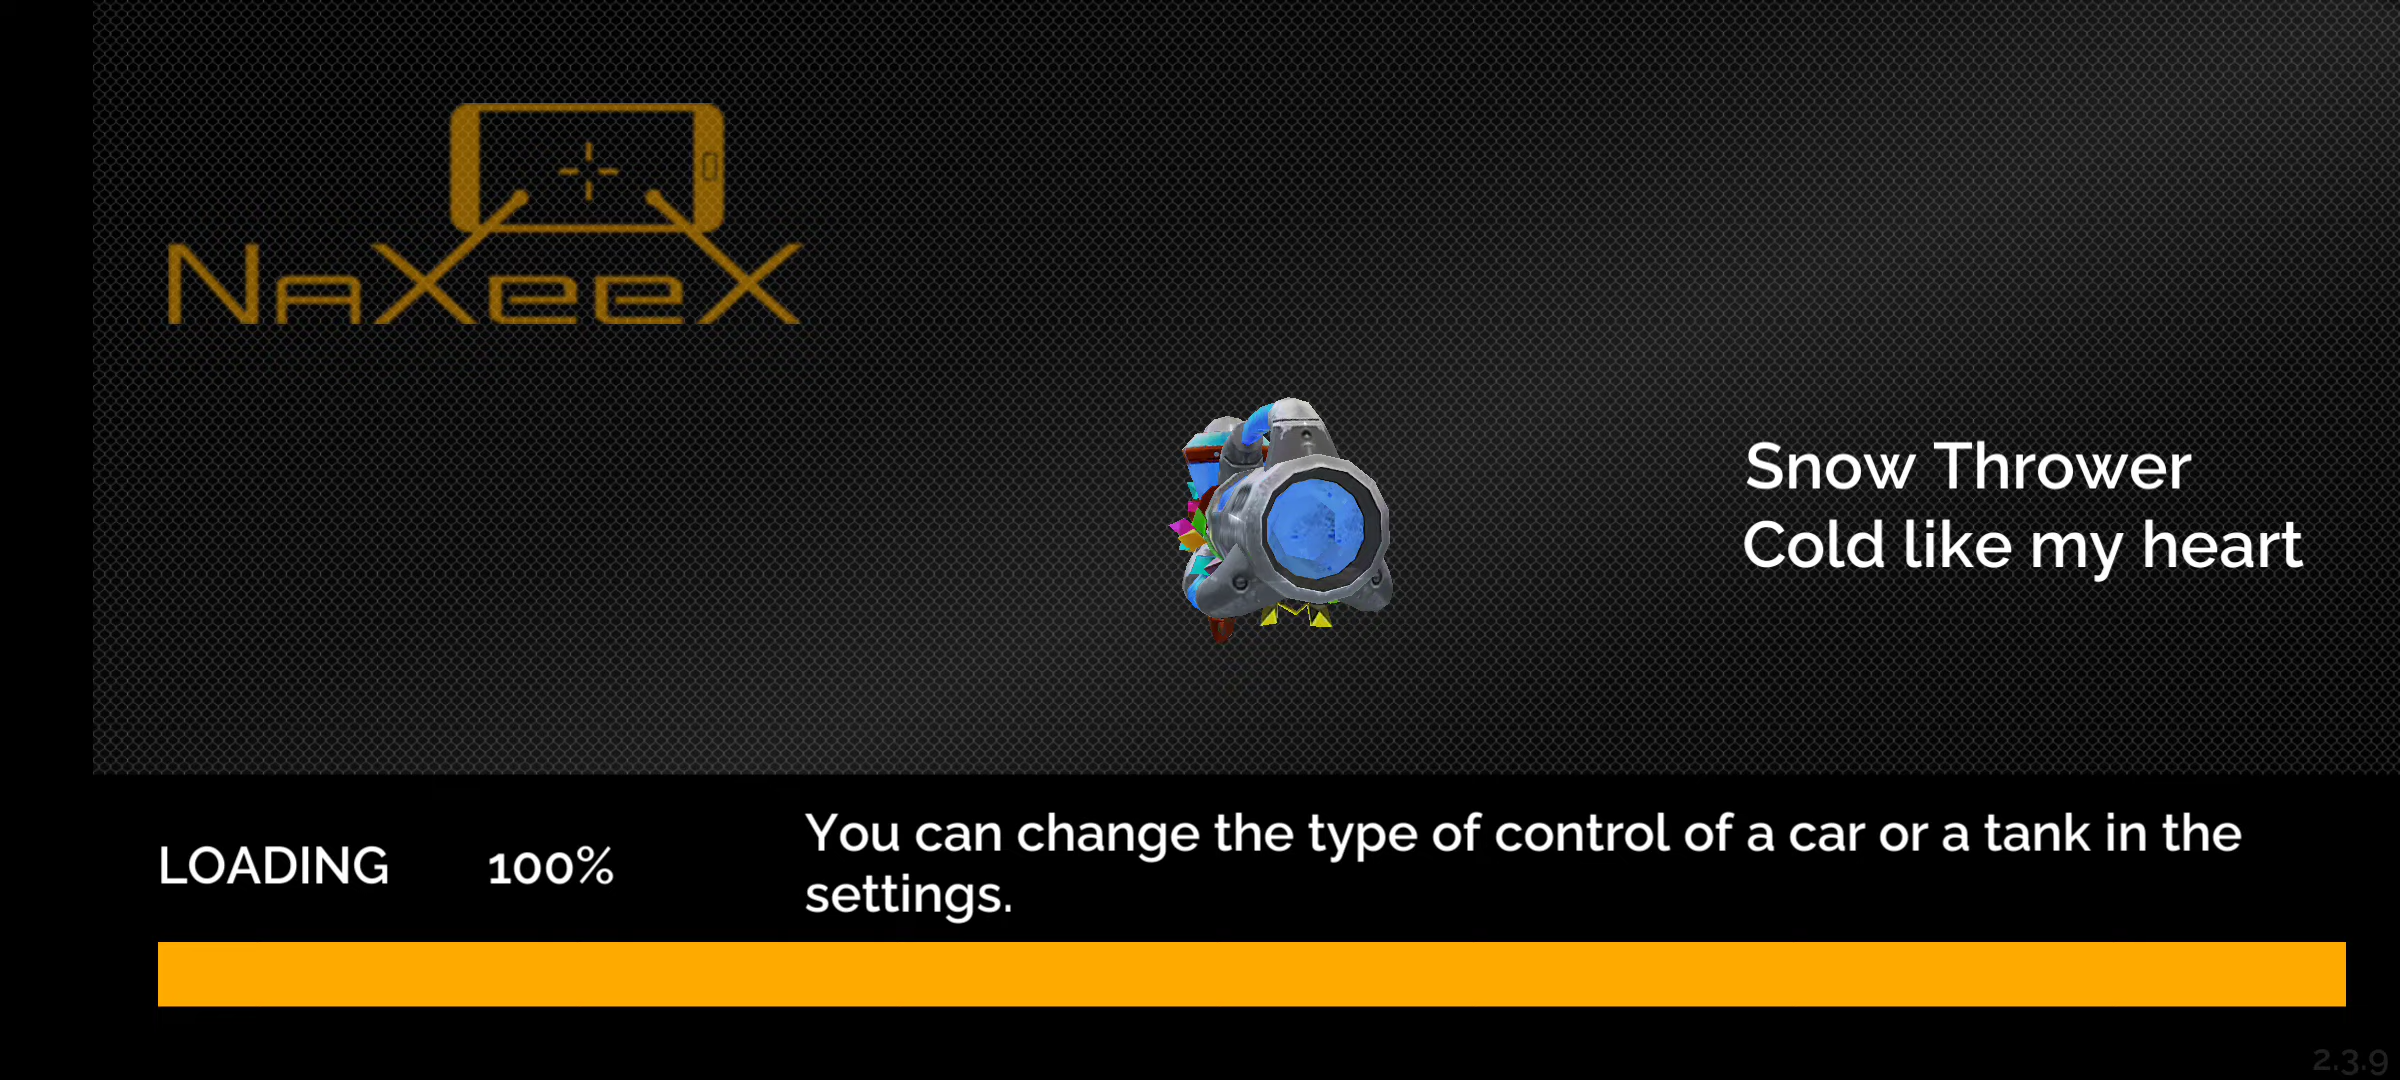 NaXeeX
Snow Thrower
Cold like my heart
LOADING 100%
You can change the type of control of a car or a tank in the
settings.
2.3.9